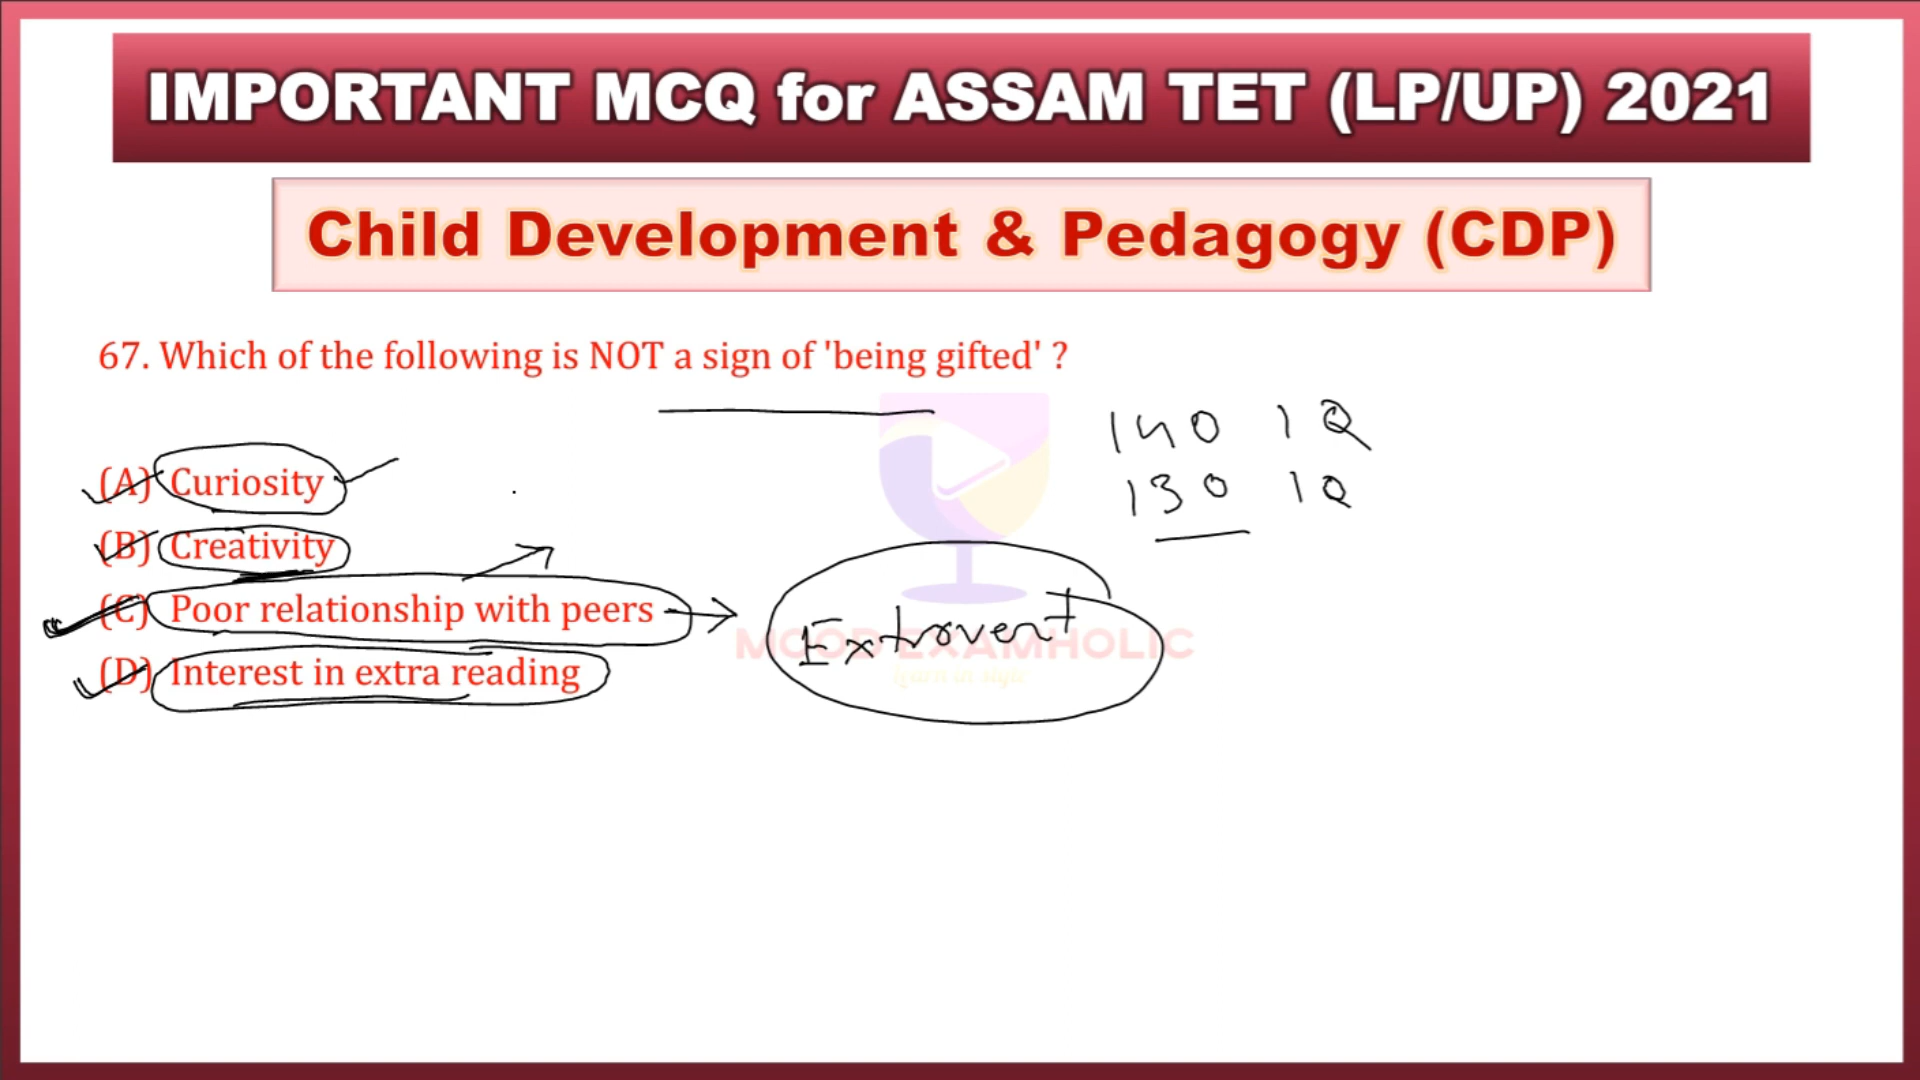 IMPORTANT MCQ for ASSAM TET (LP/UP) 2021
Child Development & Pedagogy (CDP)
67. Which of the following is NOT a sign of 'being gifted' ?
140 IQ
(A) Curiosity
130 IQ
(B) Creativity
(C) Poor relationship with peers
Extrovert
MOOD EXAMHOLIC
(D) Interest in extra reading